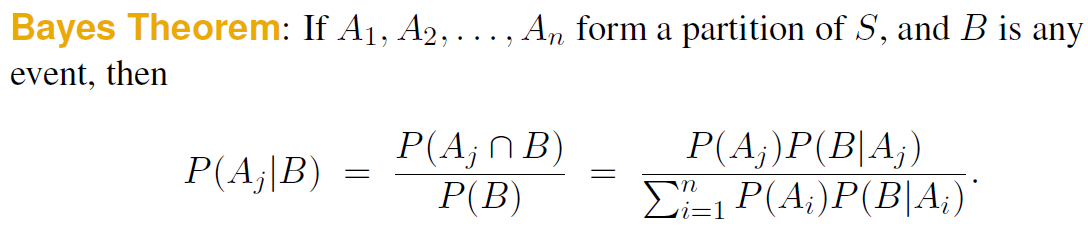 Bayes Theorem: If A₁, A₂, . . . , Aₙ form a partition of S, and B is any
event, then
P(Aⱼ|B) = P(Aⱼ ∩ B) / P(B) = P(Aⱼ)P(B|Aⱼ) / ∑ⁿᵢ₌₁ P(Aᵢ)P(B|Aᵢ).